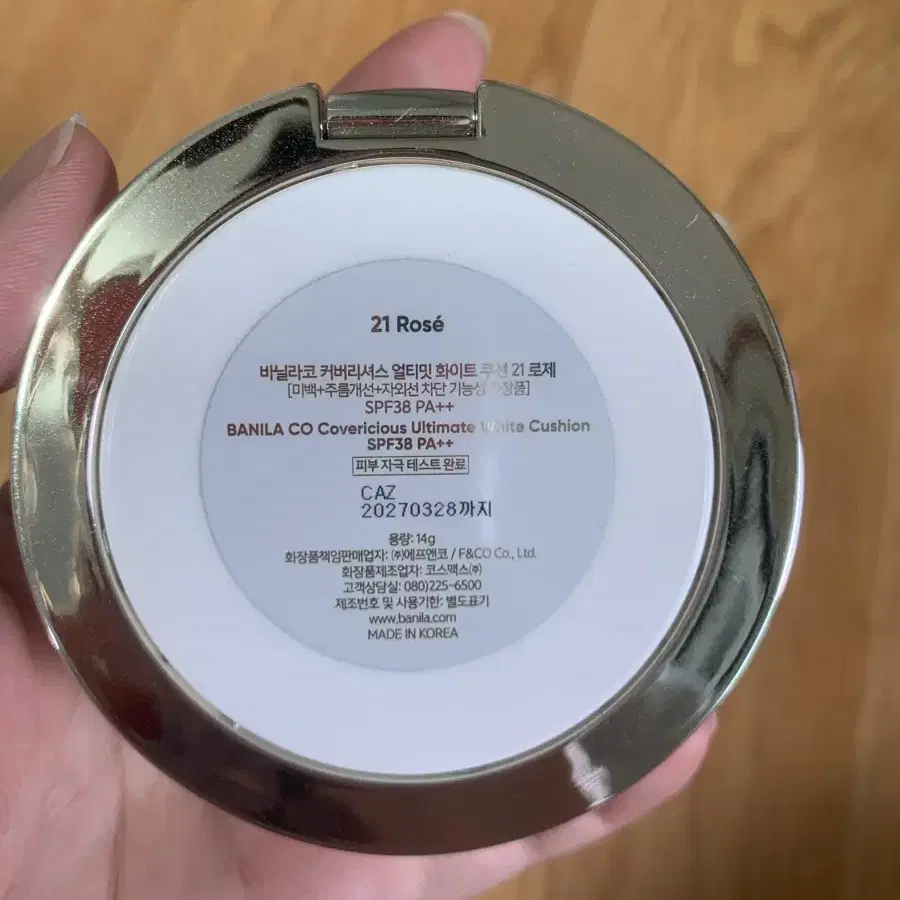 21 Rosé
바닐라코 커버리셔스 얼티밋 화이트 쿠션 21 로제
[미백+주름개선+자외선 차단 기능성 화장품]
SPF38 PA++
BANILA CO Covericious Ultimate White Cushion
SPF38 PA++
피부 자극 테스트 완료
CAZ
20270328까지
용량: 14g
화장품책임판매업자: ㈜에프앤코 / F&CO Co., Ltd.
화장품제조업자: 코스맥스㈜
고객상담실: 080)225-6500
제조번호 및 사용기한: 별도표기
www.banila.com
MADE IN KOREA